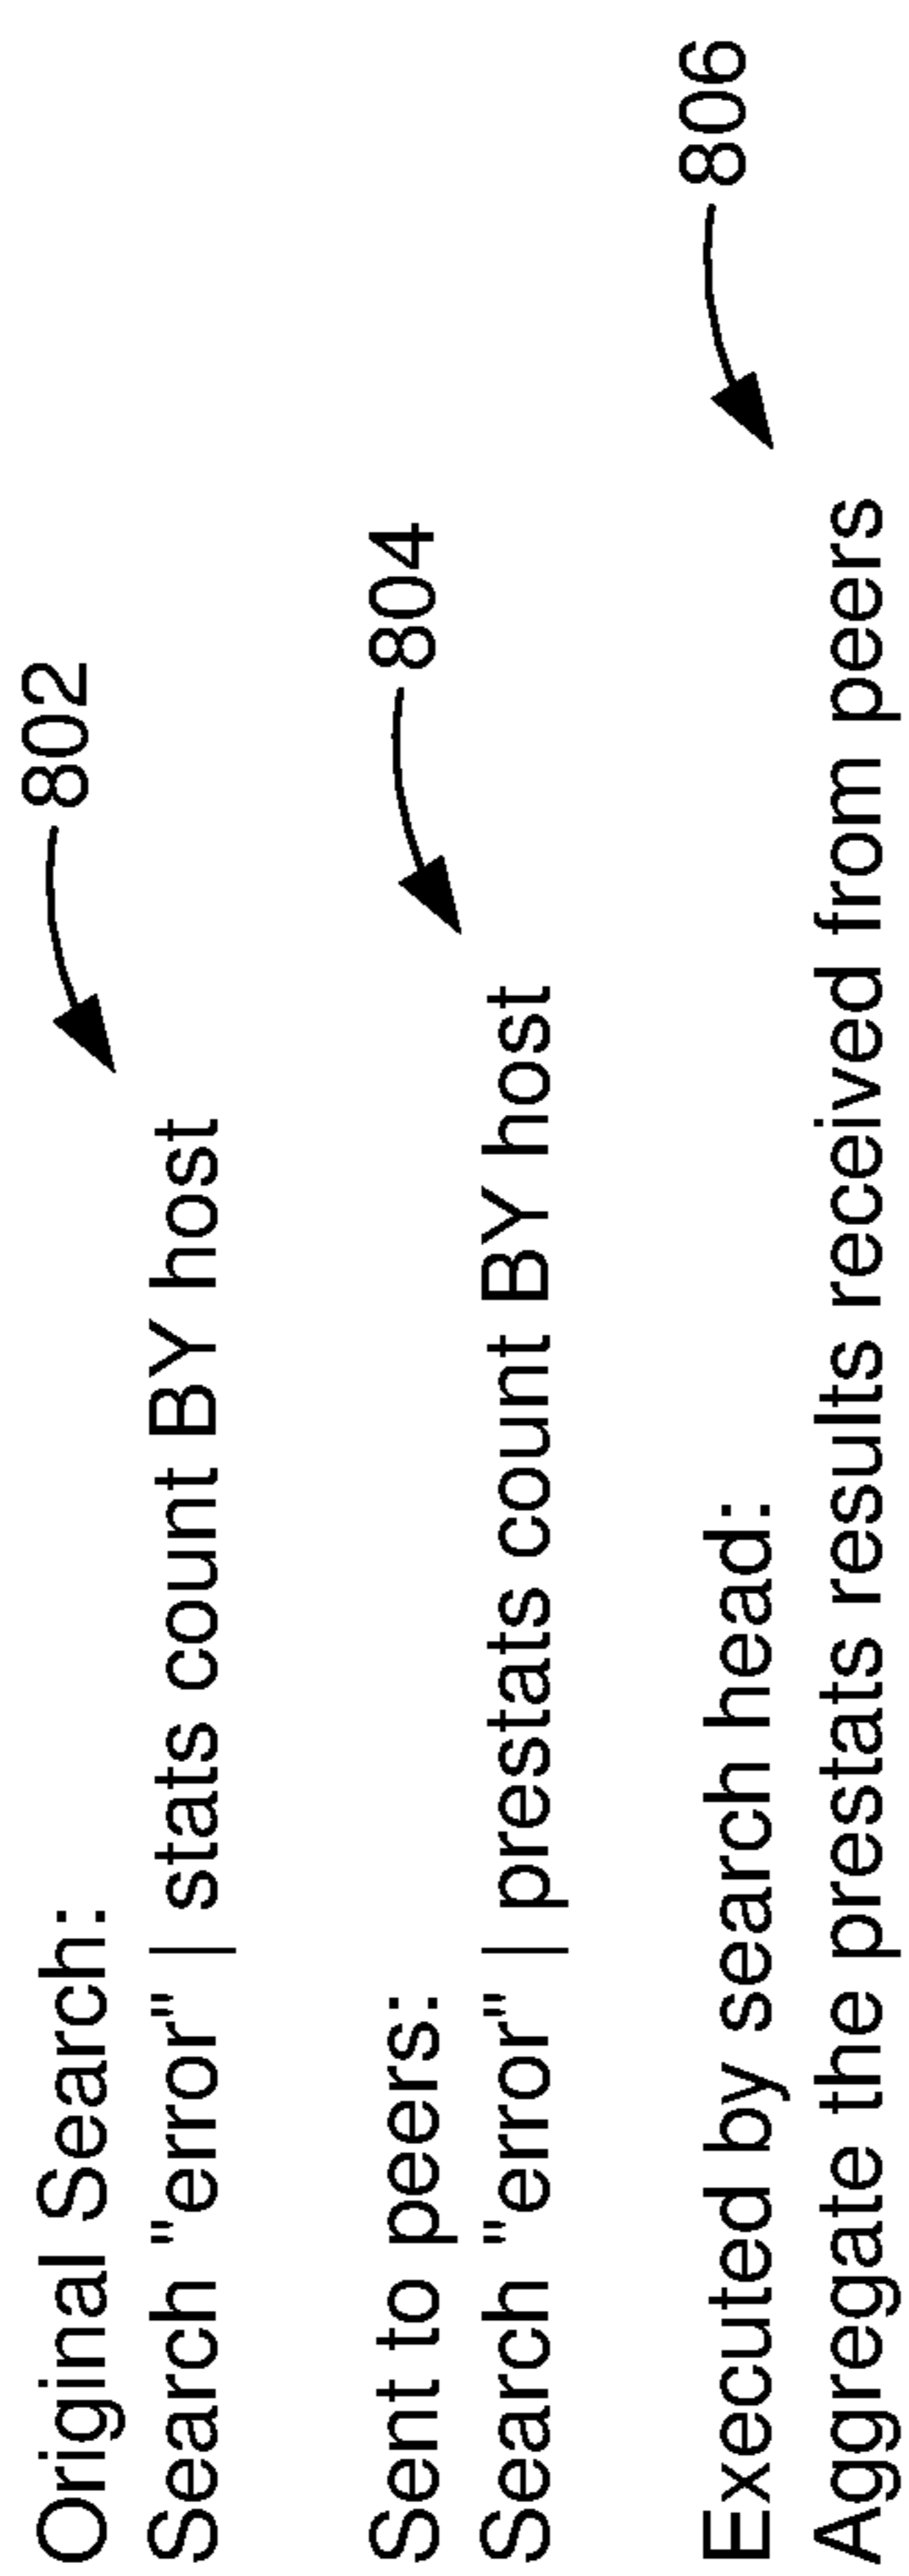 Original Search:
802
Search "error" | stats count BY host
Sent to peers:
804
Search "error" | prestats count BY host
Executed by search head:
806
Aggregate the prestats results received from peers